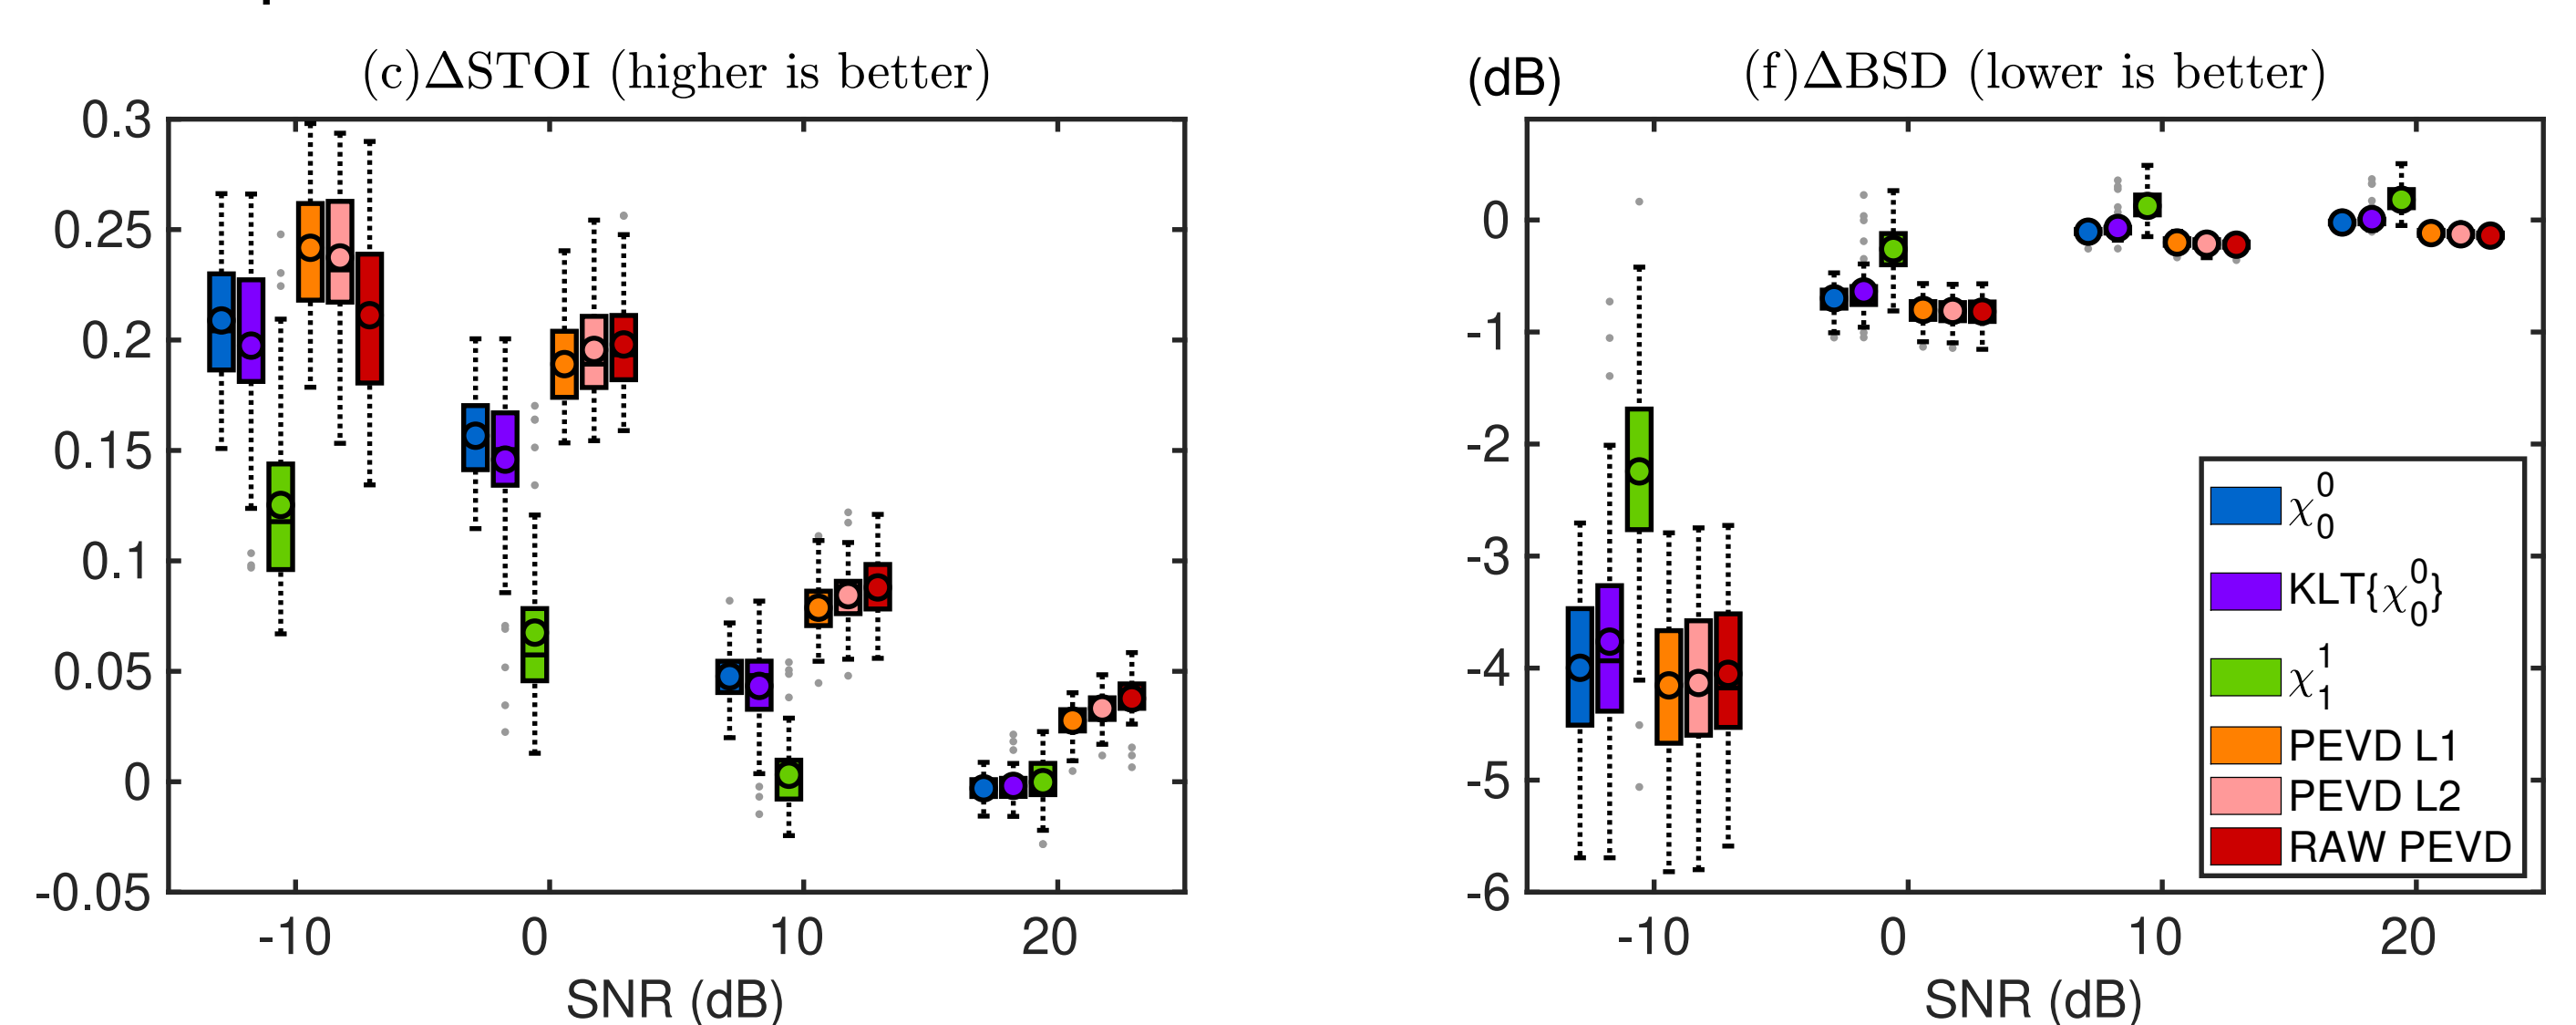 (c)ΔSTOI (higher is better)
0.3
0.25
0.2
0.15
0.1
0.05
0
-0.05
-10 0 10 20
SNR (dB)
(dB) (f)ΔBSD (lower is better)
0
-1
-2
-3
-4
-5
-6
-10 0 10 20
SNR (dB)
χ₀⁰
KLT{χ₀⁰}
χ₁¹
PEVD L1
PEVD L2
RAW PEVD